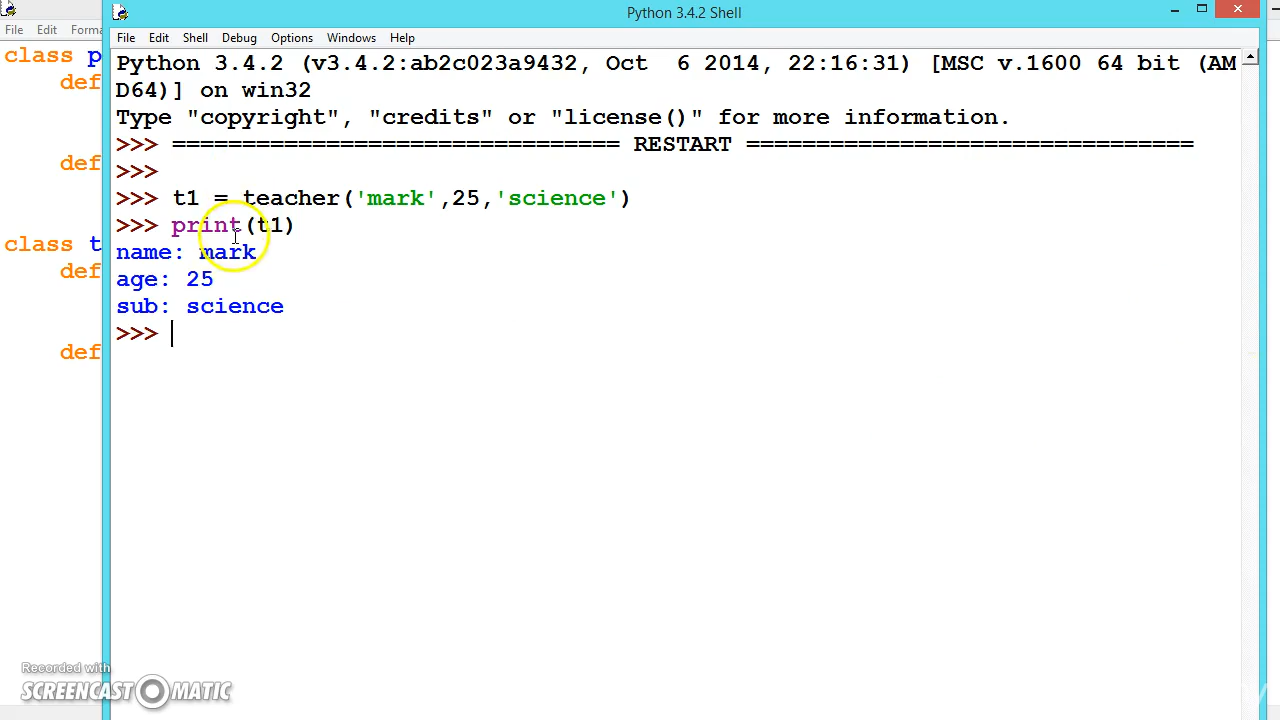 Python 3.4.2 Shell
File Edit Forma
File Edit Shell Debug Options Windows Help
class p
def
def
class t
def
def
Python 3.4.2 (v3.4.2:ab2c023a9432, Oct  6 2014, 22:16:31) [MSC v.1600 64 bit (AM
D64)] on win32
Type "copyright", "credits" or "license()" for more information.
>>> ================================ RESTART ================================
>>>
>>> t1 = teacher('mark',25,'science')
>>> print(t1)
name: mark
age: 25
sub: science
>>>
Recorded with
SCREENCAST MATIC